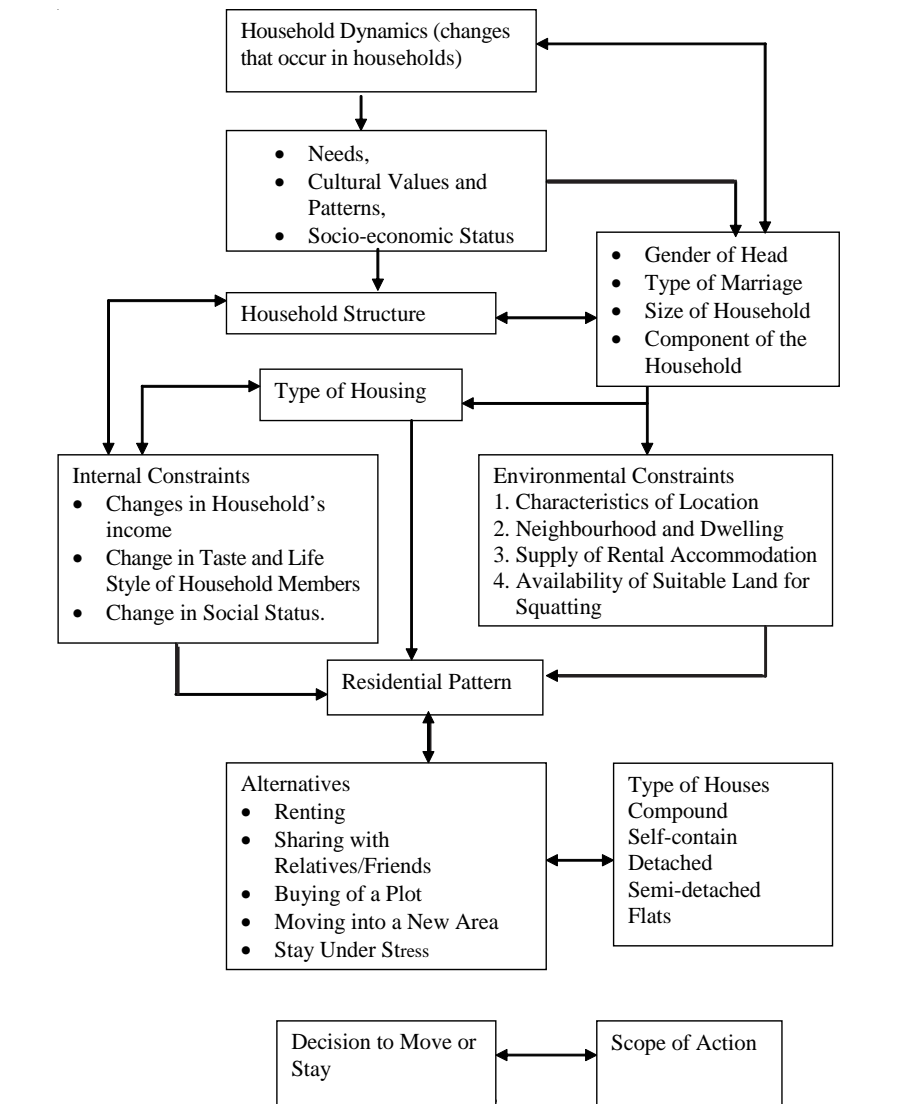 Household Dynamics (changes
that occur in households)
• Needs,
• Cultural Values and
Patterns,
• Socio-economic Status
• Gender of Head
• Type of Marriage
• Size of Household
• Component of the
Household
Household Structure
Type of Housing
Internal Constraints
• Changes in Household's
income
• Change in Taste and Life
Style of Household Members
• Change in Social Status.
Environmental Constraints
1. Characteristics of Location
2. Neighbourhood and Dwelling
3. Supply of Rental Accommodation
4. Availability of Suitable Land for
Squatting
Residential Pattern
Alternatives
• Renting
• Sharing with
Relatives/Friends
• Buying of a Plot
• Moving into a New Area
• Stay Under Stress
Type of Houses
Compound
Self-contain
Detached
Semi-detached
Flats
Decision to Move or
Stay
Scope of Action